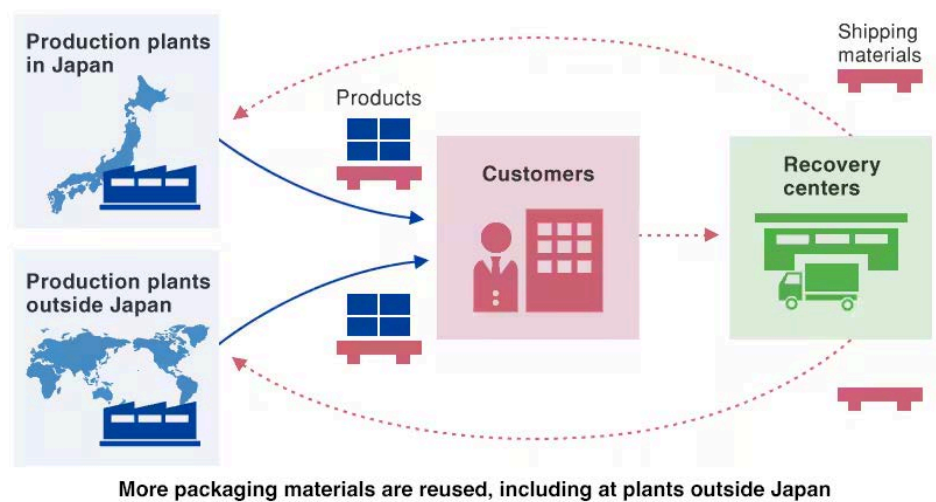 Production plants
in Japan
Products
Shipping
materials
Customers
Recovery
centers
Production plants
outside Japan
More packaging materials are reused, including at plants outside Japan